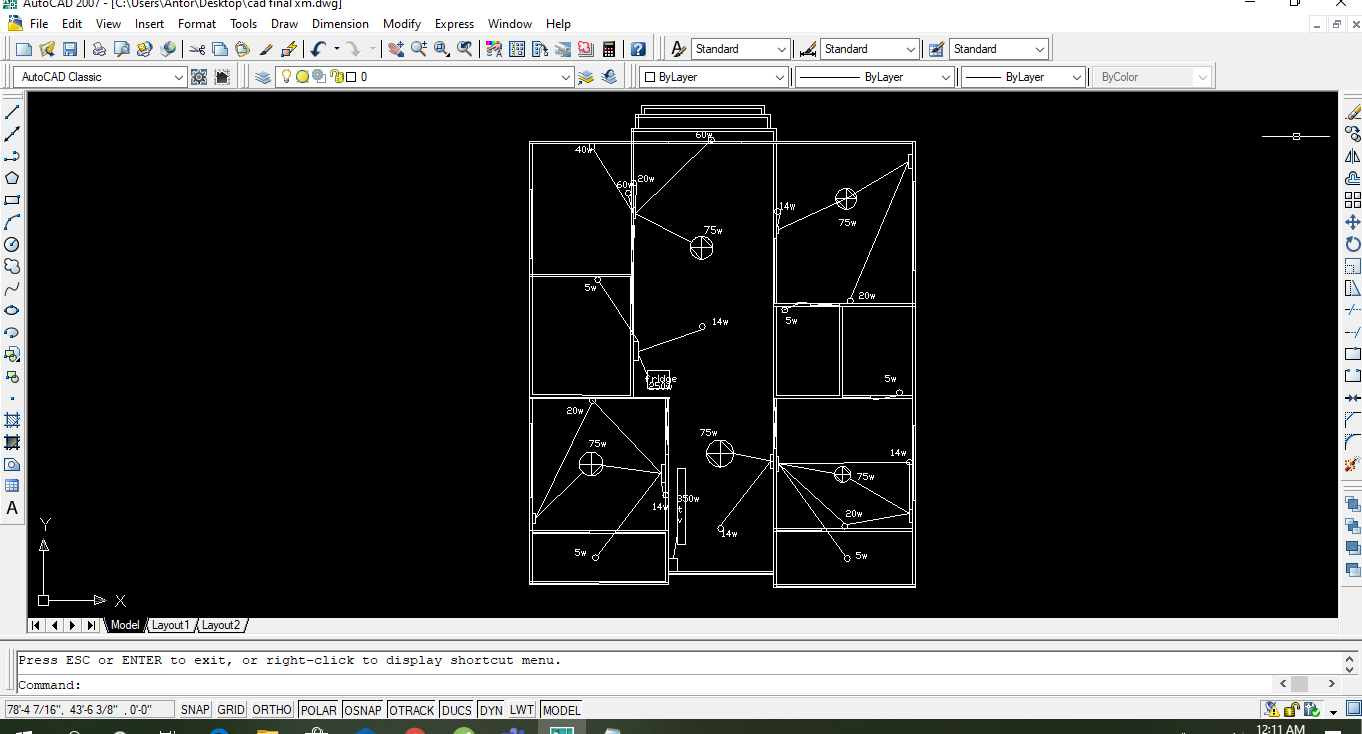 AutoCAD 2007 - [C:\Users\Antor\Desktop\cad final xm.dwg]
File Edit View Insert Format Tools Draw Dimension Modify Express Window Help
Standard Standard Standard
AutoCAD Classic 0 ByLayer ByLayer ByLayer ByColor
60w
40w
20w
60w
14w
75w
75w
5w
20w
14w
5w
fridge
250w
5w
20w
75w
75w
14w
75w
350w
14w
tv
20w
14w
5w
5w
Y
X
Model Layout1 Layout2
Press ESC or ENTER to exit, or right-click to display shortcut menu.
Command:
78'-4 7/16", 43'-6 3/8" , 0'-0" SNAP GRID ORTHO POLAR OSNAP OTRACK DUCS DYN LWT MODEL
12:11 AM